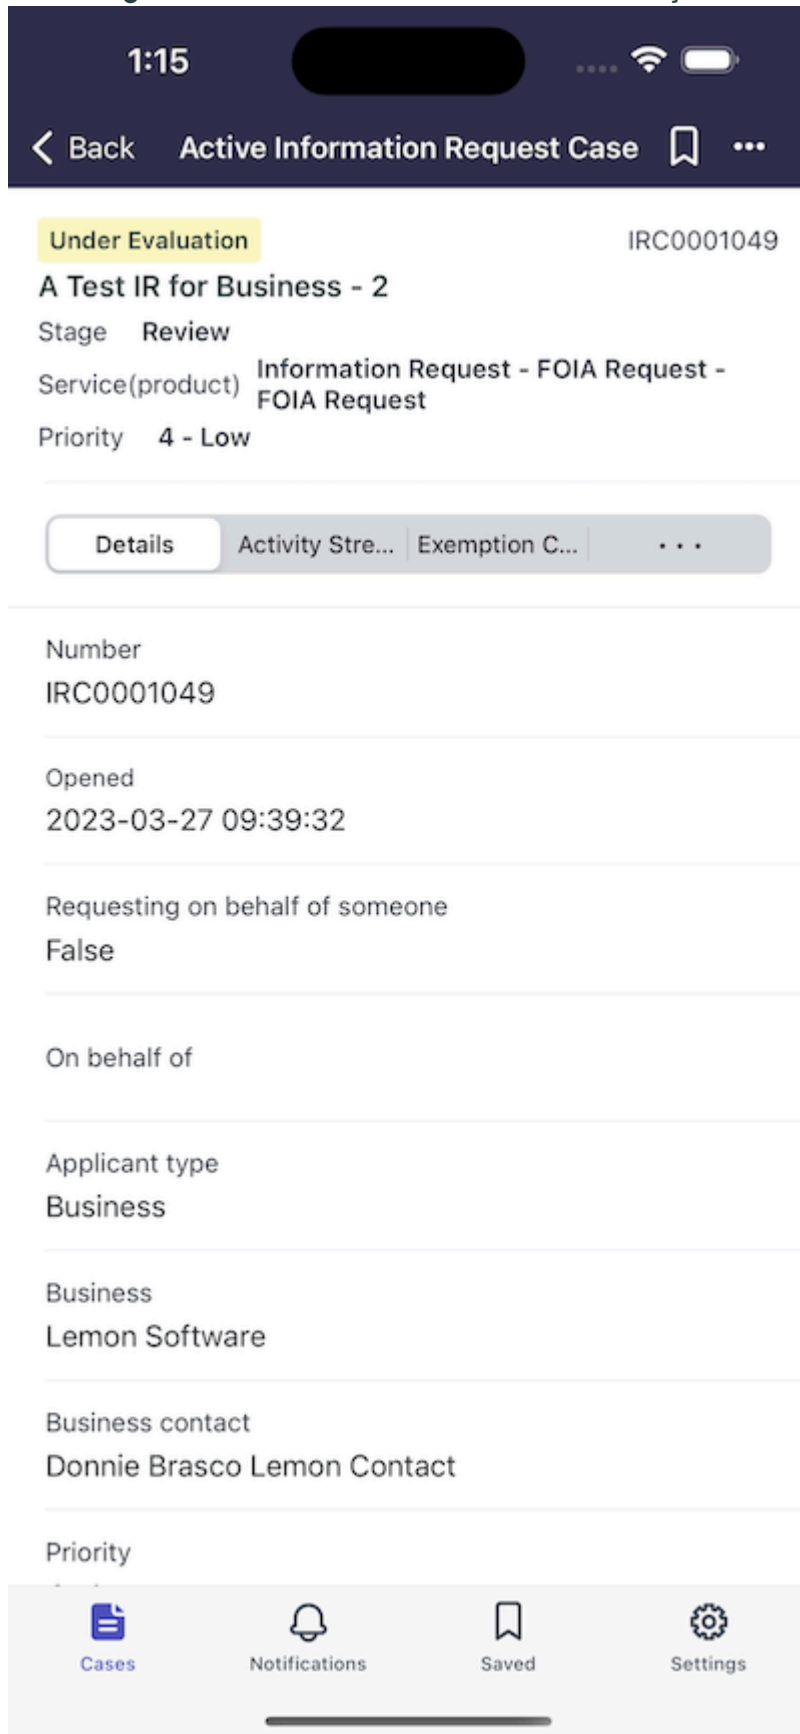 1:15
Back Active Information Request Case
Under Evaluation IRC0001049
A Test IR for Business - 2
Stage Review
Service(product) Information Request - FOIA Request -
FOIA Request
Priority 4 - Low
Details Activity Stre... Exemption C... ...
Number
IRC0001049
Opened
2023-03-27 09:39:32
Requesting on behalf of someone
False
On behalf of
Applicant type
Business
Business
Lemon Software
Business contact
Donnie Brasco Lemon Contact
Priority
Cases Notifications Saved Settings